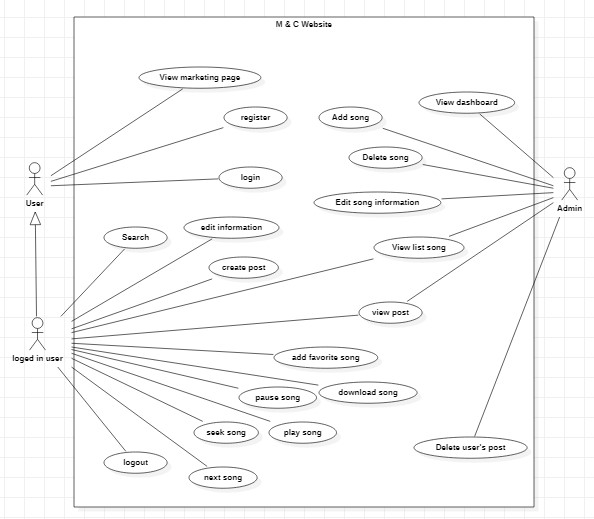 M & C Website
View marketing page
View dashboard
register
Add song
Delete song
login
User
Edit song information
Admin
edit information
Search
View list song
create post
view post
loged in user
add favorite song
download song
pause song
seek song
play song
Delete user's post
logout
next song